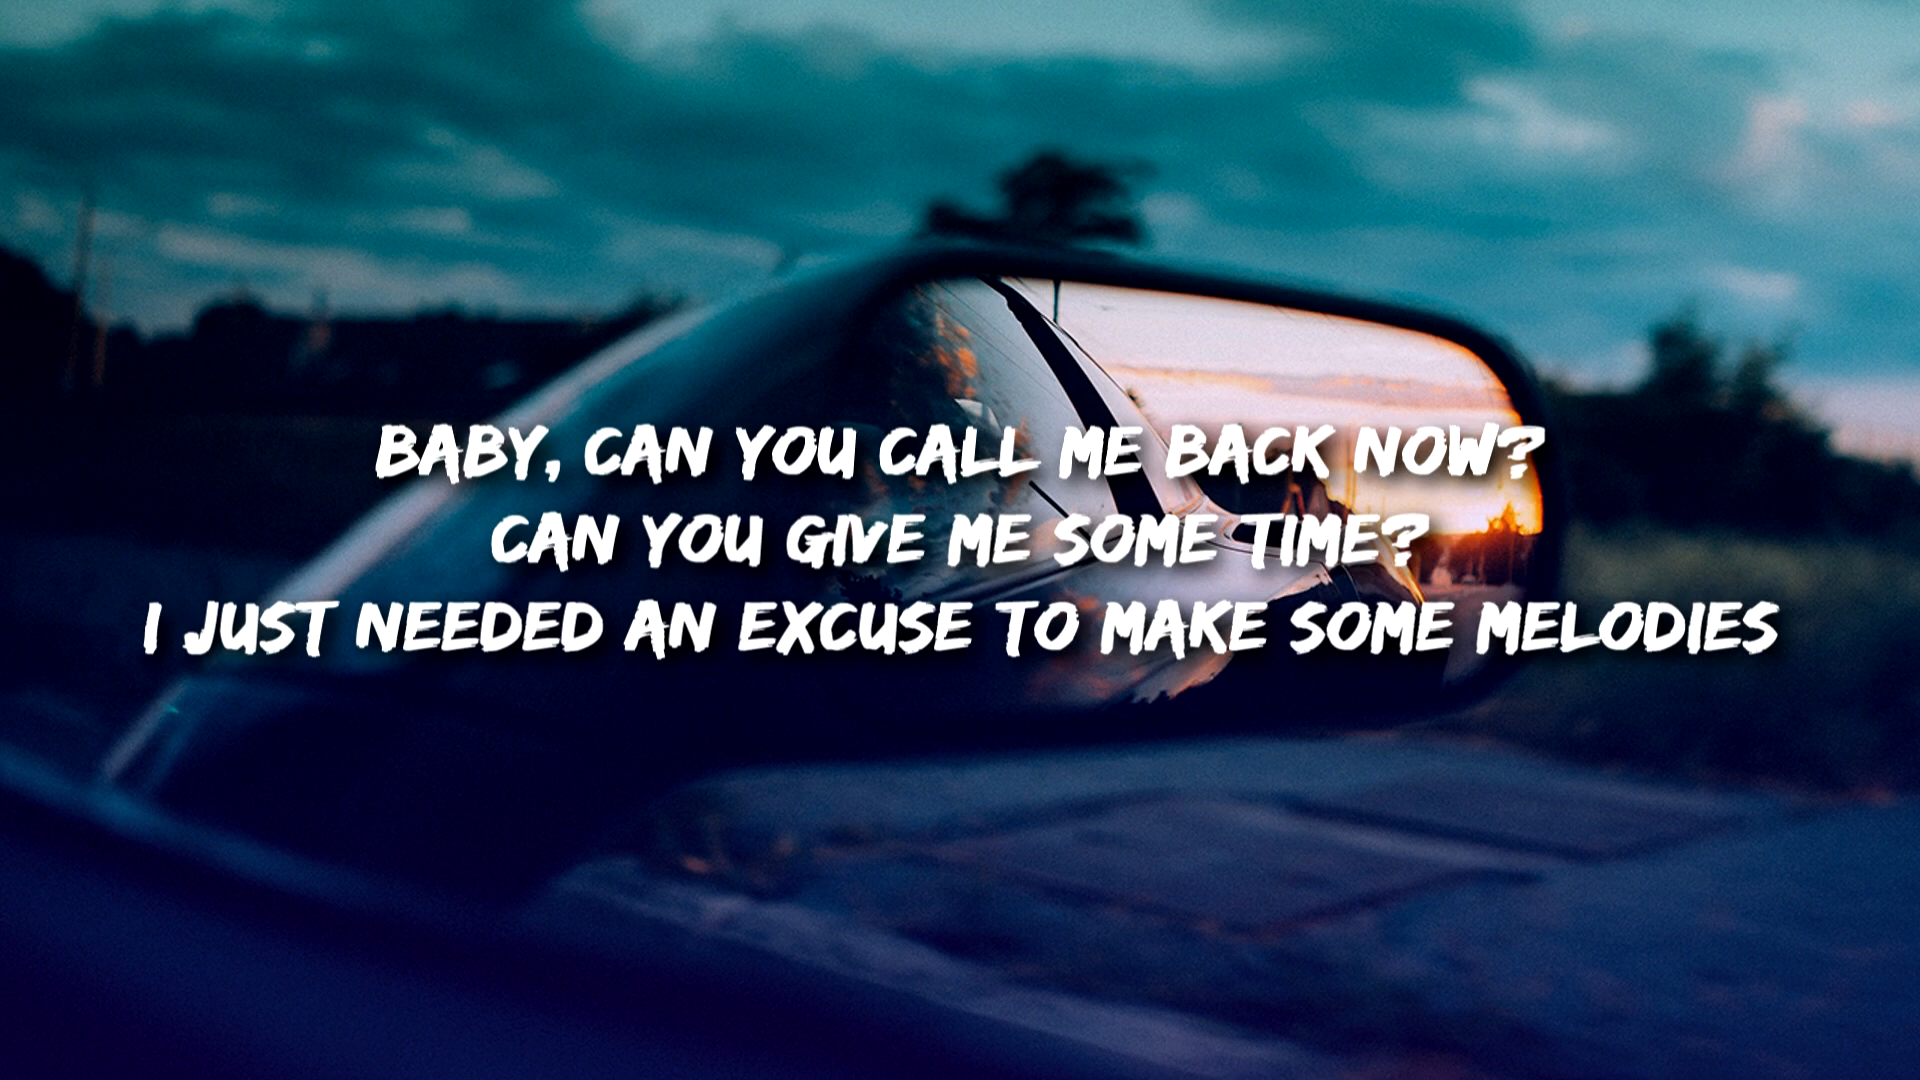 BABY, CAN YOU CALL ME BACK NOW?
CAN YOU GIVE ME SOME TIME?
I JUST NEEDED AN EXCUSE TO MAKE SOME MELODIES